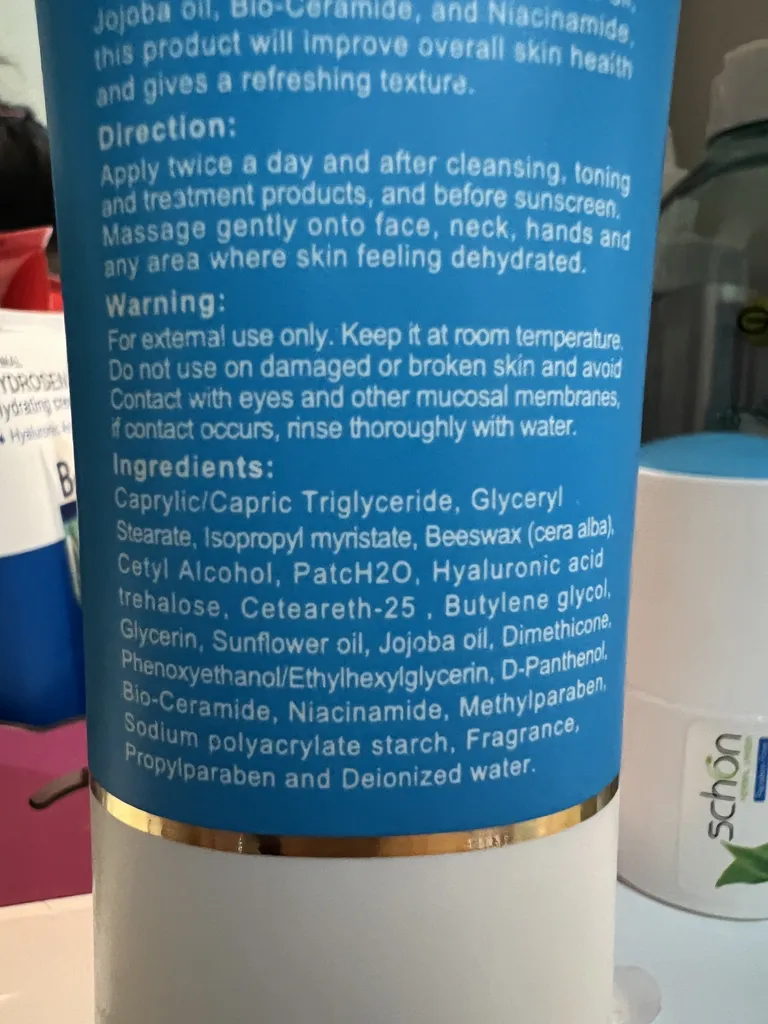 Jojoba oil, Bio-Ceramide, and Niacinamide,
this product will improve overall skin health
and gives a refreshing texture.
Direction:
Apply twice a day and after cleansing, toning
and treatment products, and before sunscreen.
Massage gently onto face, neck, hands and
any area where skin feeling dehydrated.
Warning:
For external use only. Keep it at room temperature.
Do not use on damaged or broken skin and avoid
Contact with eyes and other mucosal membranes,
if contact occurs, rinse thoroughly with water.
Ingredients:
Caprylic/Capric Triglyceride, Glyceryl
Stearate, Isopropyl myristate, Beeswax (cera alba),
Cetyl Alcohol, PatcH2O, Hyaluronic acid
trehalose, Ceteareth-25 , Butylene glycol,
Glycerin, Sunflower oil, Jojoba oil, Dimethicone,
Phenoxyethanol/Ethylhexylglycerin, D-Panthenol,
Bio-Ceramide, Niacinamide, Methylparaben,
Sodium polyacrylate starch, Fragrance,
Propylparaben and Deionized water.
YDROSEN
ydrating
Hyaluronic
B
schön